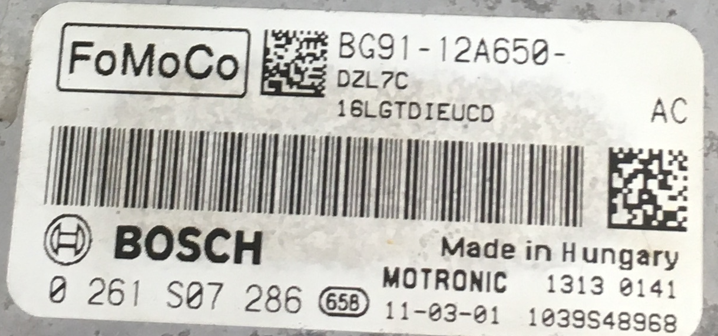 FoMoCo
BG91-12A650-
DZL7C
16LGTDIEUCD
AC
BOSCH
Made in Hungary
0 261 S07 286 658
MOTRONIC 1313 0141
11-03-01 1039S48968